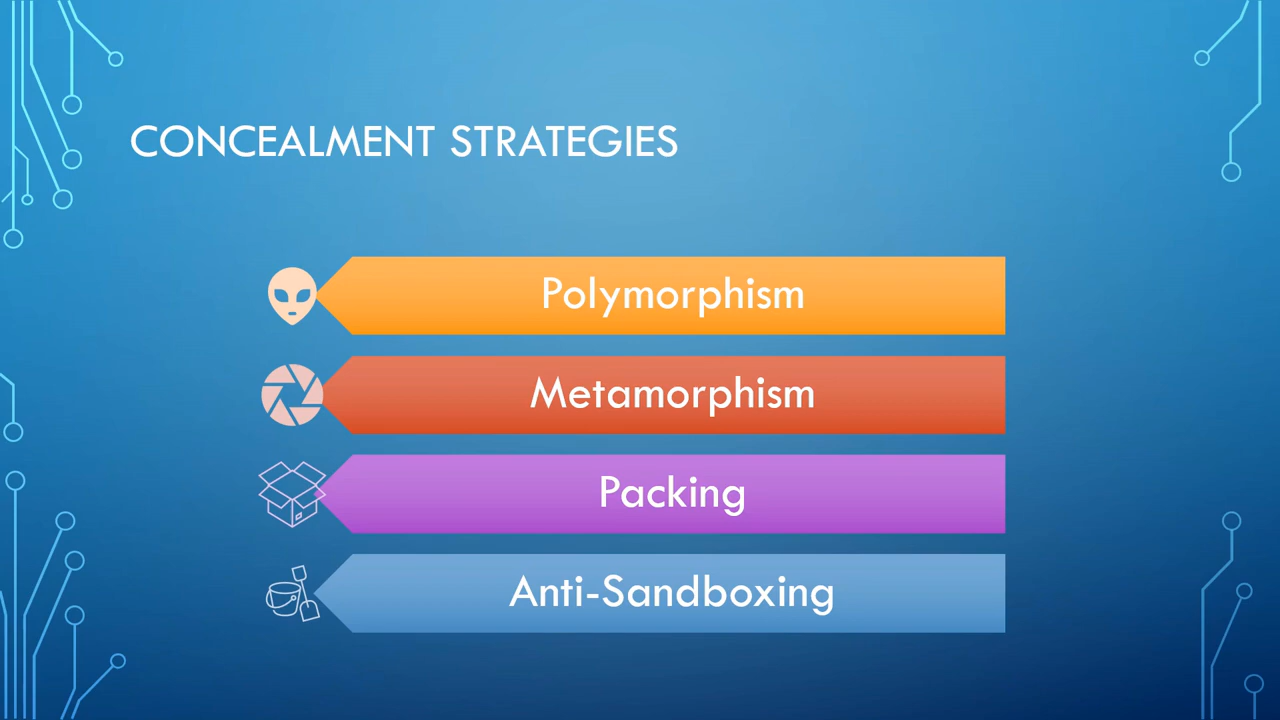 CONCEALMENT STRATEGIES
Polymorphism
Metamorphism
Packing
Anti-Sandboxing